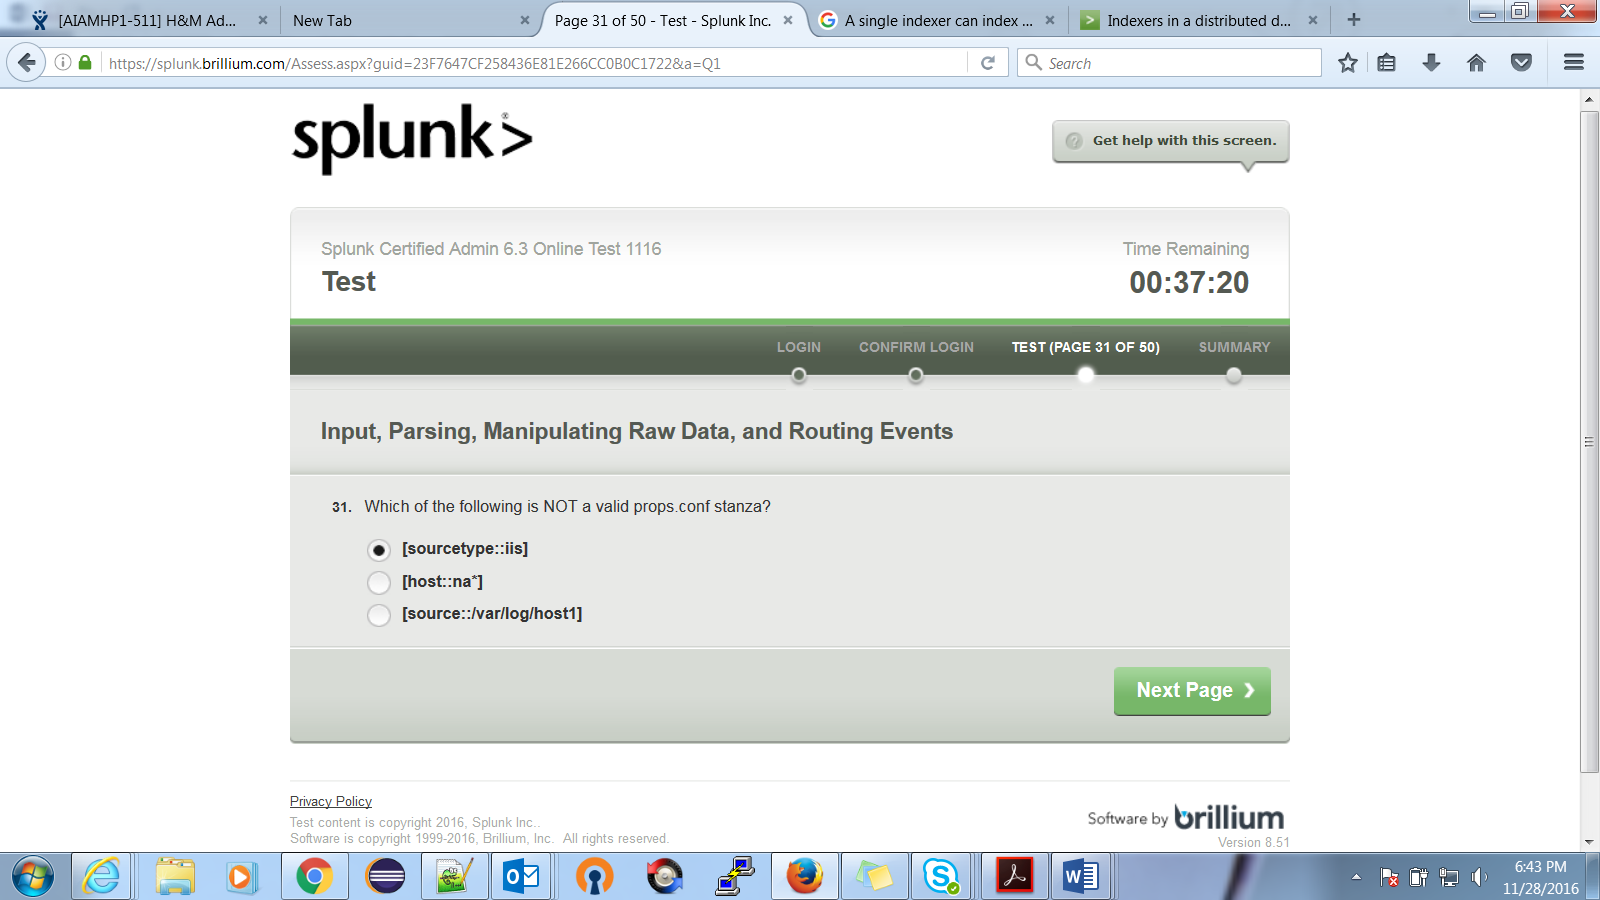 [AIAMHP1-511] H&M Ad...
New Tab
Page 31 of 50 - Test - Splunk Inc.
A single indexer can index ...
Indexers in a distributed d...
https://splunk.brillium.com/Assess.aspx?guid=23F7647CF258436E81E266CC0B0C1722&a=Q1
Search
splunk>
Get help with this screen.
Splunk Certified Admin 6.3 Online Test 1116
Time Remaining
Test
00:37:20
LOGIN
CONFIRM LOGIN
TEST (PAGE 31 OF 50)
SUMMARY
Input, Parsing, Manipulating Raw Data, and Routing Events
31. Which of the following is NOT a valid props.conf stanza?
[sourcetype::iis]
[host::na*]
[source::/var/log/host1]
Next Page
Privacy Policy
Test content is copyright 2016, Splunk Inc..
Software is copyright 1999-2016, Brillium, Inc. All rights reserved.
Software by brillium
Version 8.51
6:43 PM
11/28/2016